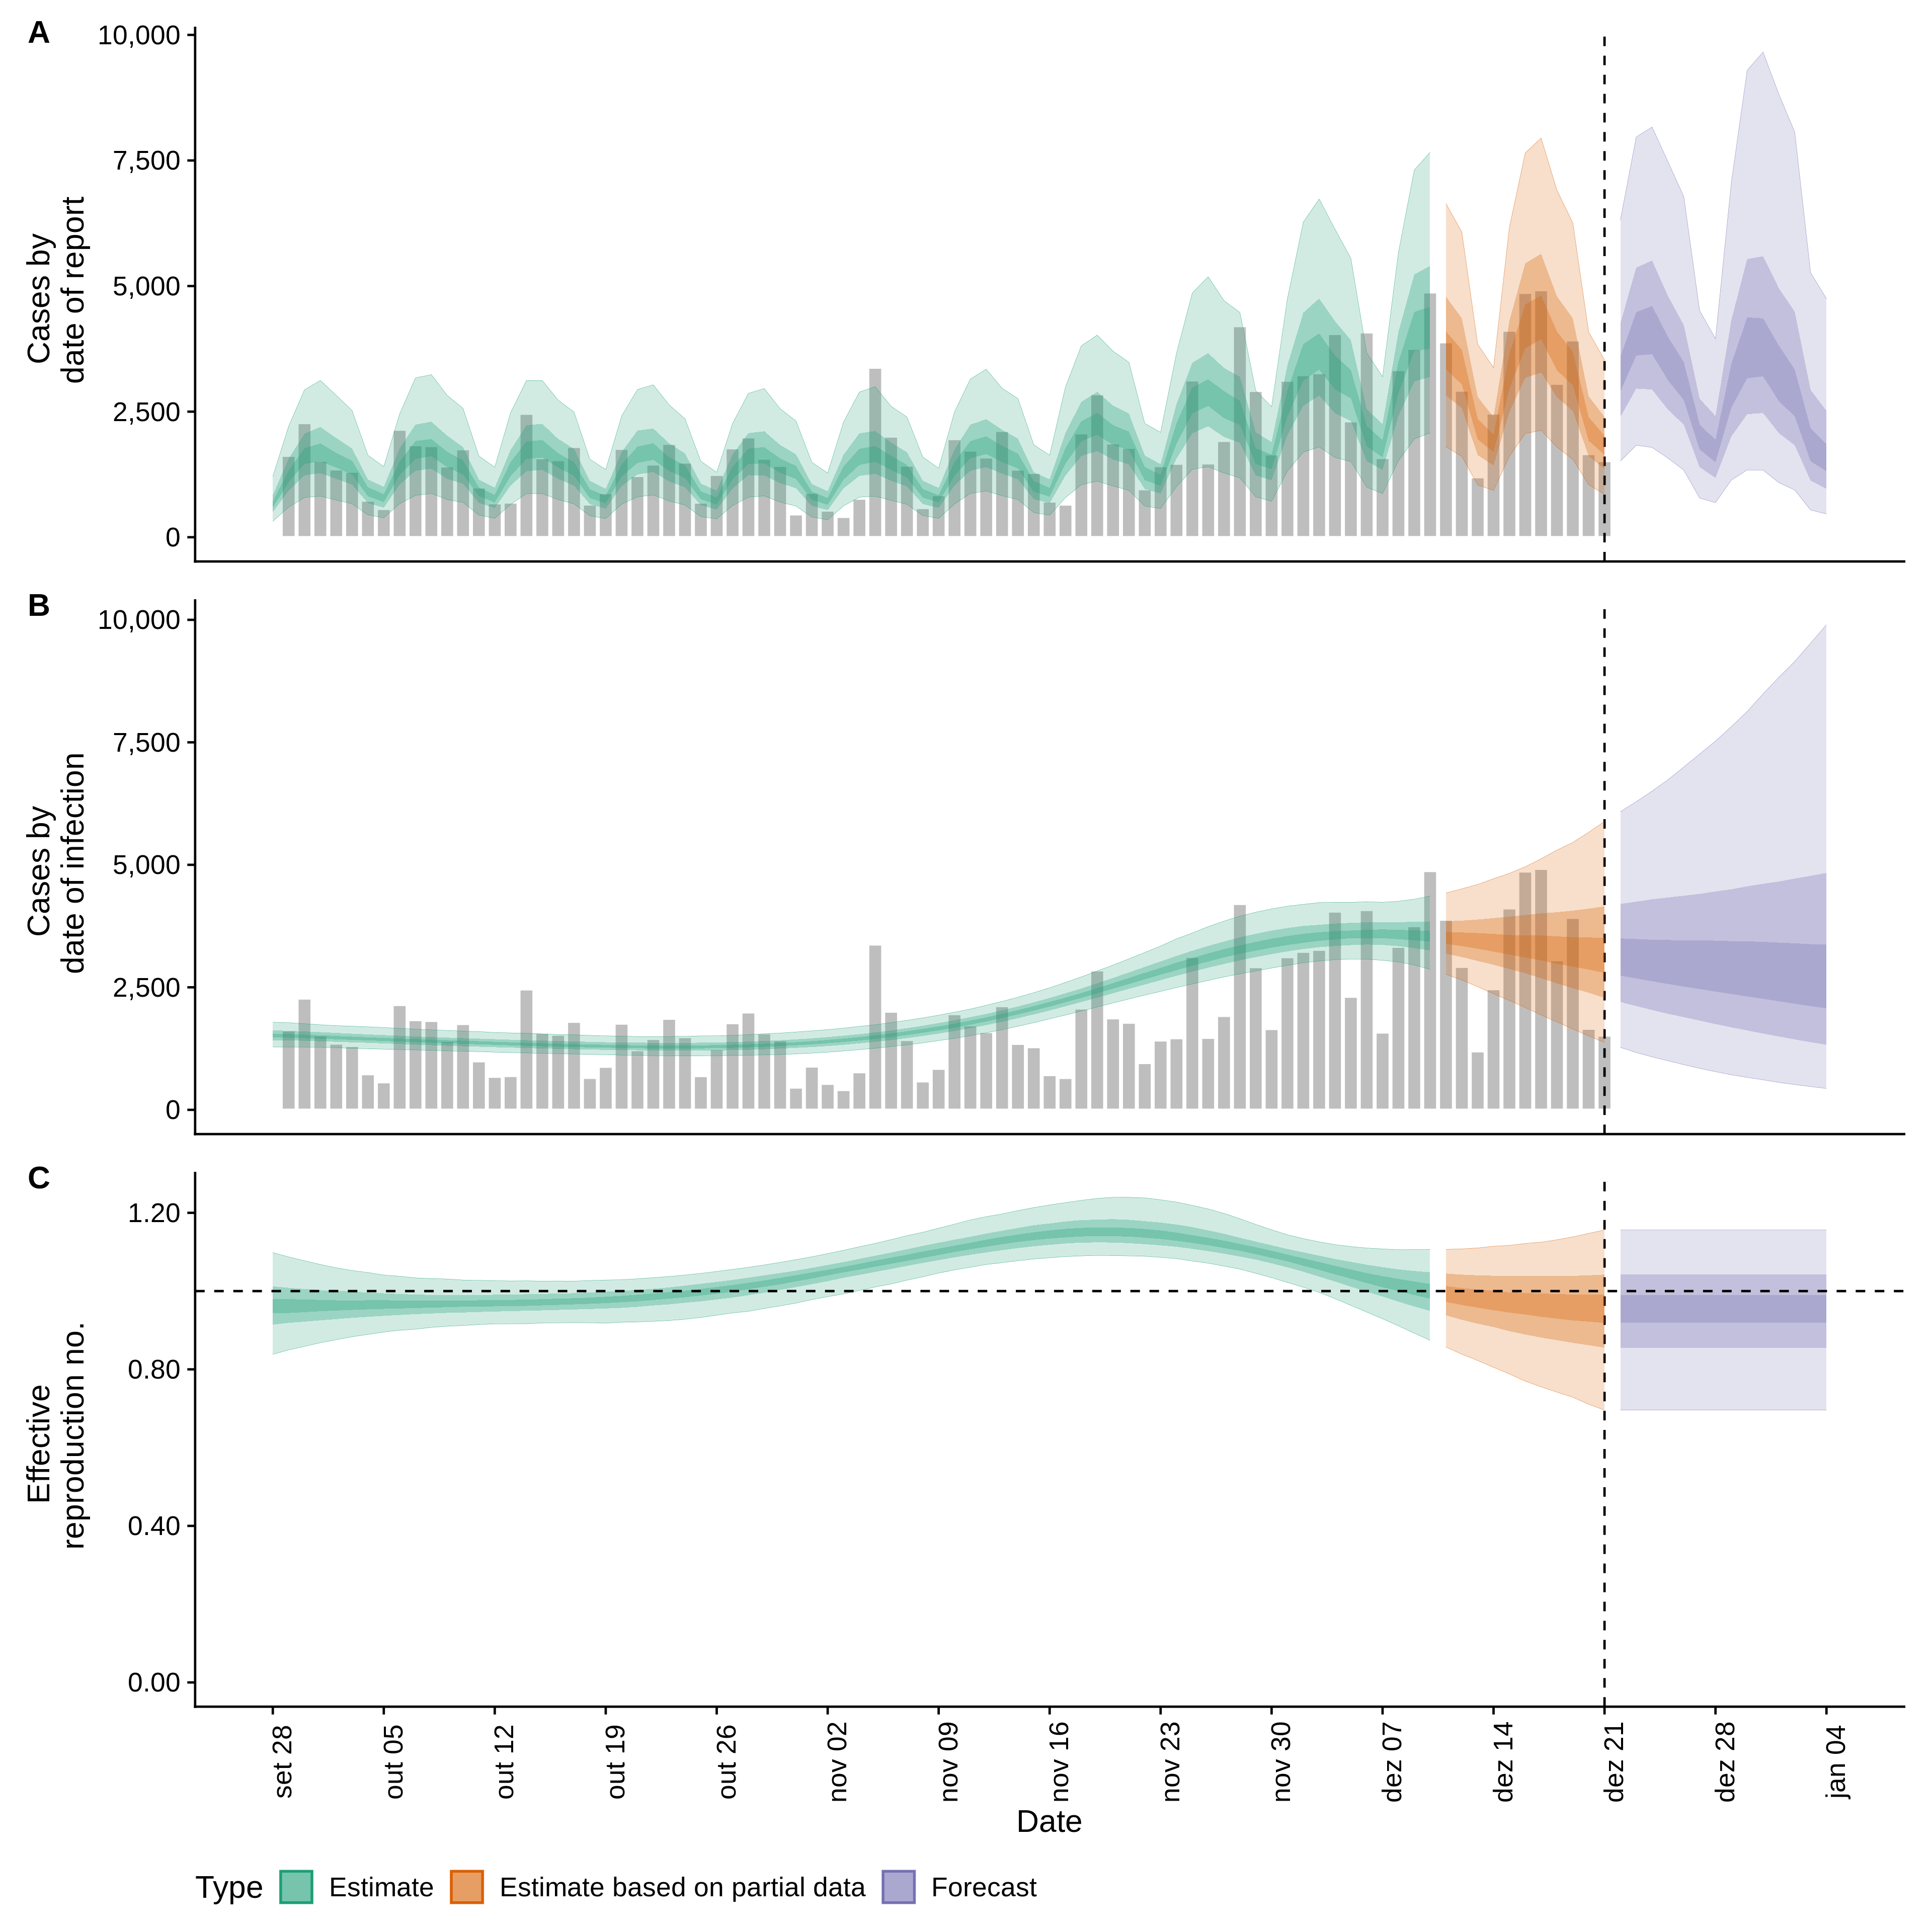 A
10,000
7,500
5,000
2,500
0
Cases by
date of report
B
10,000
7,500
5,000
2,500
0
Cases by
date of infection
C
1.20
0.80
0.40
0.00
Effective
reproduction no.
set 28
out 05
out 12
out 19
out 26
nov 02
nov 09
nov 16
nov 23
nov 30
dez 07
dez 14
dez 21
dez 28
jan 04
Date
Type Estimate Estimate based on partial data Forecast